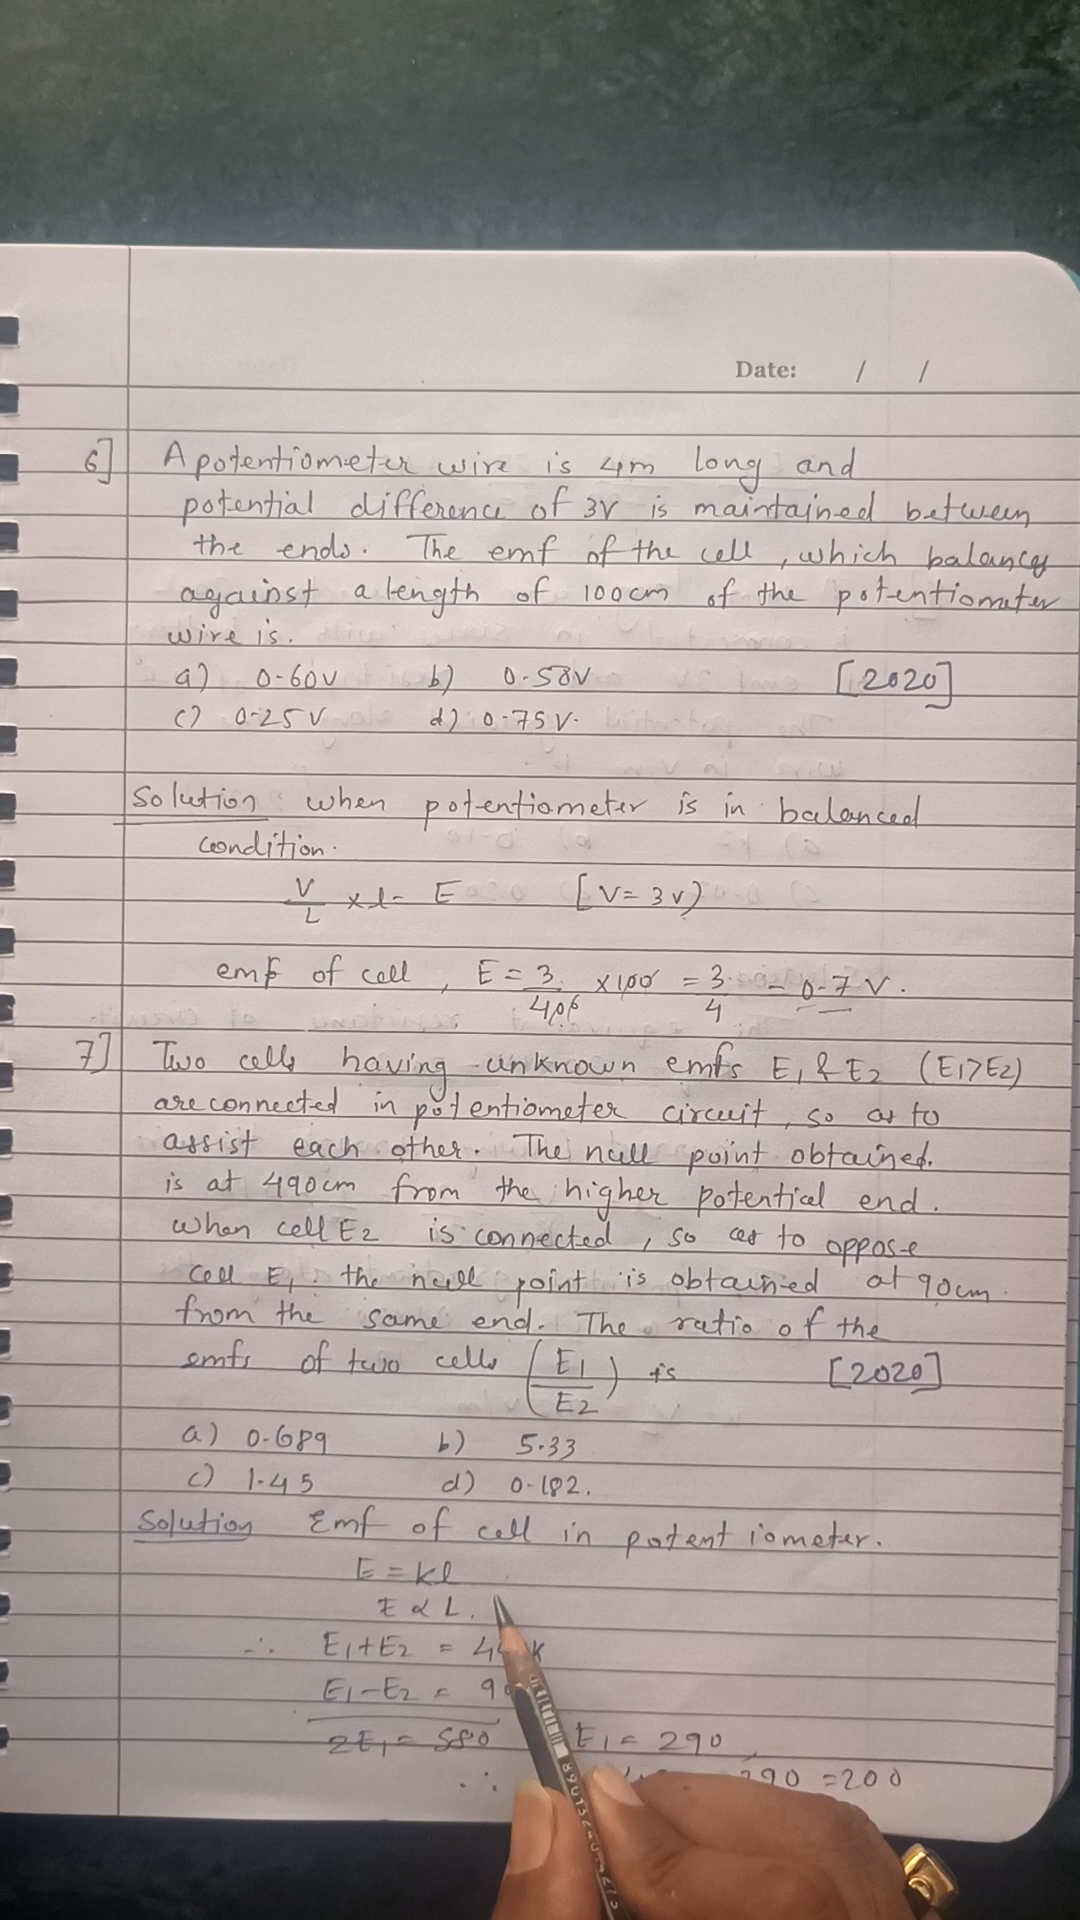 Date: / /
6] A potentiometer wire is 4m long and
potential difference of 3V is maintained between
the ends. The emf of the cell, which balances
against a length of 100cm of the potentiometer
wire is.
a) 0.60V b) 0.58V [2020]
c) 0.25V d) 0.75V.
Solution when potentiometer is in balanced
condition.
V/L × l = E [V = 3V]
emf of cell, E = 3/400 × 100 = 3/4 = 0.7 V.
7] Two cells having unknown emfs E1 & E2 (E1>E2)
are connected in potentiometer circuit, so as to
assist each other. The null point obtained.
is at 490cm from the higher potential end.
when cell E2 is connected, so as to oppose
cell E1, the null point is obtained at 90cm
from the same end. The ratio of the
emfs of two cells (E1/E2) is [2020]
a) 0.689 b) 5.33
c) 1.45 d) 0.182.
Solution Emf of cell in potentiometer.
E = kl
E ∝ L.
∴ E1+E2 = K
E1-E2 =
2E1 = 580 E1 = 290
∴ 290 = 200